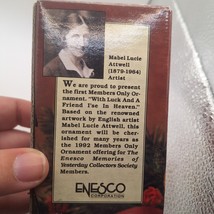 Mabel Lucie
Attwell
(1879-1964)
Artist
We are proud to present
the first Members Only Or-
nament, "With Luck And A
Friend I'se In Heaven."
Based on the renowned
artwork by English artist
Mabel Lucie Attwell, this
ornament will be cher-
ished for many years as
the 1992 Members Only
Ornament offering for The
Enesco Memories of
Yesterday Collectors Society
Members.
ENESCO
CORPORATION